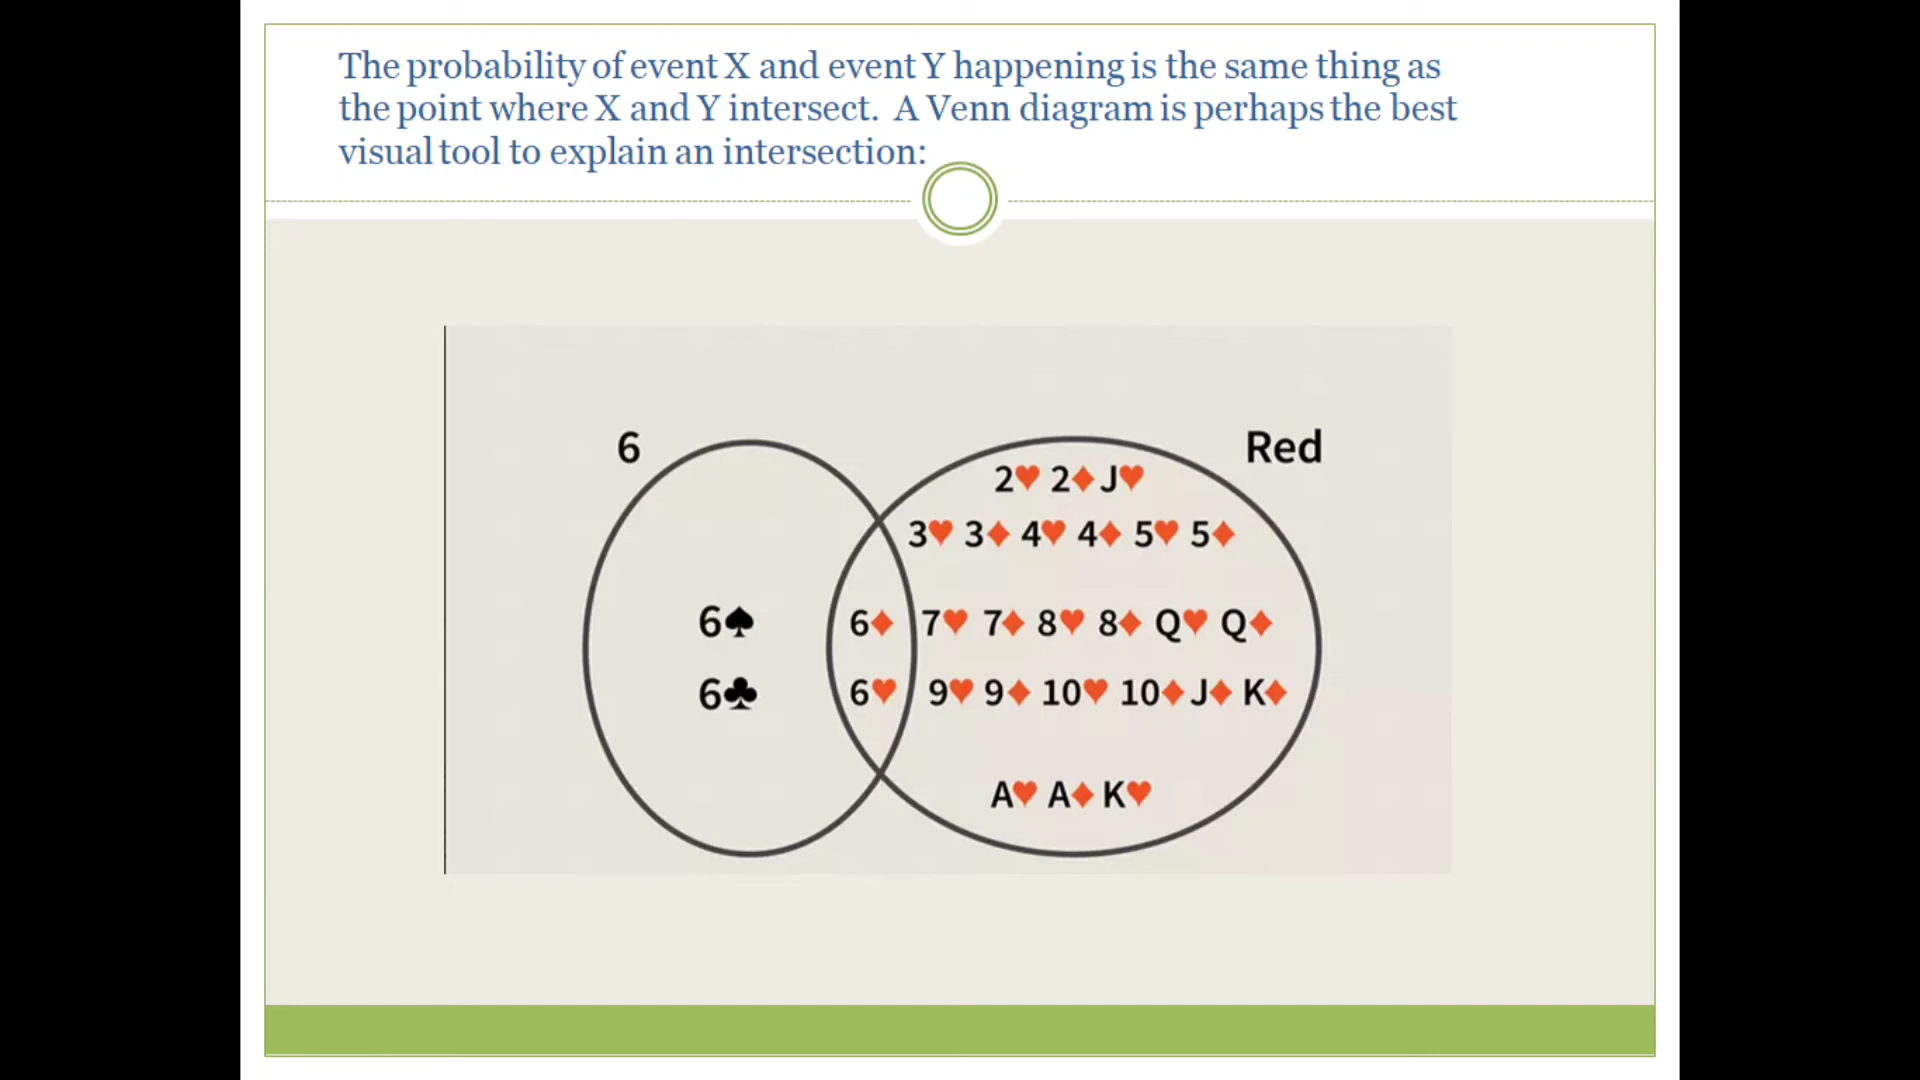 The probability of event X and event Y happening is the same thing as
the point where X and Y intersect. A Venn diagram is perhaps the best
visual tool to explain an intersection:
6
Red
2♥ 2♦ J♥
3♥ 3♦ 4♥ 4♦ 5♥ 5♦
6♠ 6♦ 7♥ 7♦ 8♥ 8♦ Q♥ Q♦
6♣ 6♥ 9♥ 9♦ 10♥ 10♦ J♦ K♦
A♥ A♦ K♥